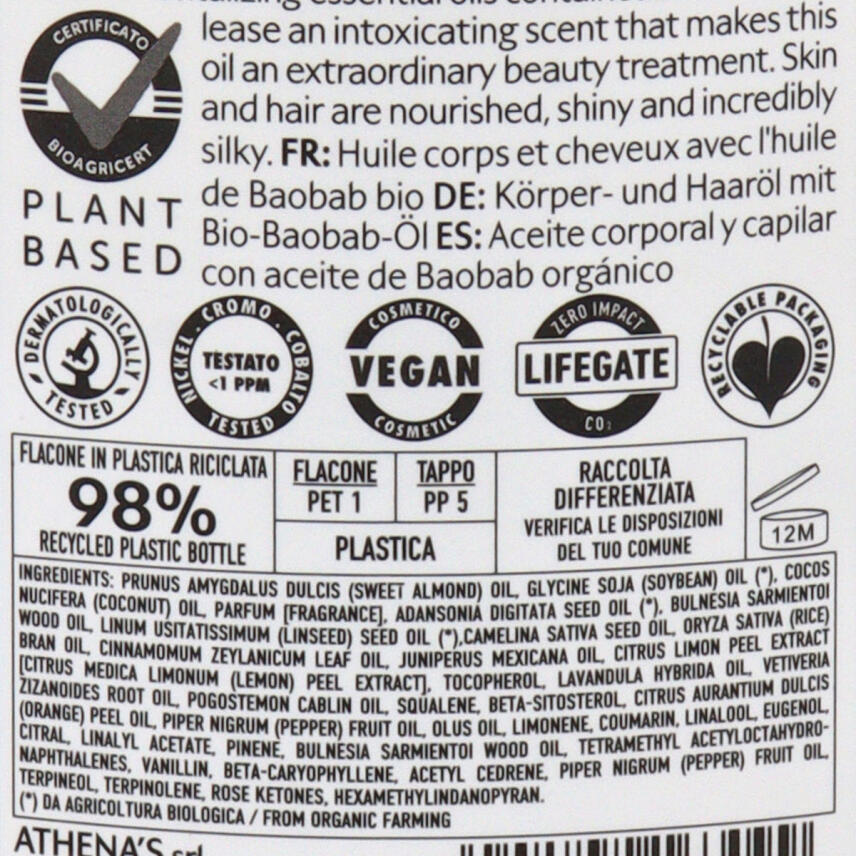 essential oils
lease an intoxicating scent that makes this
oil an extraordinary beauty treatment. Skin
and hair are nourished, shiny and incredibly
silky. FR: Huile corps et cheveux avec l'huile
de Baobab bio DE: Körper- und Haaröl mit
Bio-Baobab-Öl ES: Aceite corporal y capilar
con aceite de Baobab orgánico
CERTIFICATO
BIOAGRICERT
PLANT
BASED
DERMATOLOGICALLY
TESTED
NICKEL . CROMO . COBALTO
TESTATO
<1 PPM
TESTED
COSMETICO
VEGAN
COSMETIC
ZERO IMPACT
LIFEGATE
CO2
RECYCLABLE PACKAGING
FLACONE IN PLASTICA RICICLATA
98%
RECYCLED PLASTIC BOTTLE
FLACONE
PET 1
TAPPO
PP 5
PLASTICA
RACCOLTA
DIFFERENZIATA
VERIFICA LE DISPOSIZIONI
DEL TUO COMUNE
12M
INGREDIENTS: PRUNUS AMYGDALUS DULCIS (SWEET ALMOND) OIL, GLYCINE SOJA (SOYBEAN) OIL (*), COCOS
NUCIFERA (COCONUT) OIL, PARFUM [FRAGRANCE], ADANSONIA DIGITATA SEED OIL (*), BULNESIA SARMIENTOI
WOOD OIL, LINUM USITATISSIMUM (LINSEED) SEED OIL (*),CAMELINA SATIVA SEED OIL, ORYZA SATIVA (RICE)
BRAN OIL, CINNAMOMUM ZEYLANICUM LEAF OIL, JUNIPERUS MEXICANA OIL, CITRUS LIMON PEEL EXTRACT
[CITRUS MEDICA LIMONUM (LEMON) PEEL EXTRACT], TOCOPHEROL, LAVANDULA HYBRIDA OIL, VETIVERIA
ZIZANOIDES ROOT OIL, POGOSTEMON CABLIN OIL, SQUALENE, BETA-SITOSTEROL, CITRUS AURANTIUM DULCIS
(ORANGE) PEEL OIL, PIPER NIGRUM (PEPPER) FRUIT OIL, OLUS OIL, LIMONENE, COUMARIN, LINALOOL, EUGENOL,
CITRAL, LINALYL ACETATE, PINENE, BULNESIA SARMIENTOI WOOD OIL, TETRAMETHYL ACETYLOCTAHYDRO-
NAPHTHALENES, VANILLIN, BETA-CARYOPHYLLENE, ACETYL CEDRENE, PIPER NIGRUM (PEPPER) FRUIT OIL,
TERPINEOL, TERPINOLENE, ROSE KETONES, HEXAMETHYLINDANOPYRAN.
(*) DA AGRICOLTURA BIOLOGICA / FROM ORGANIC FARMING
ATHENA'S srl